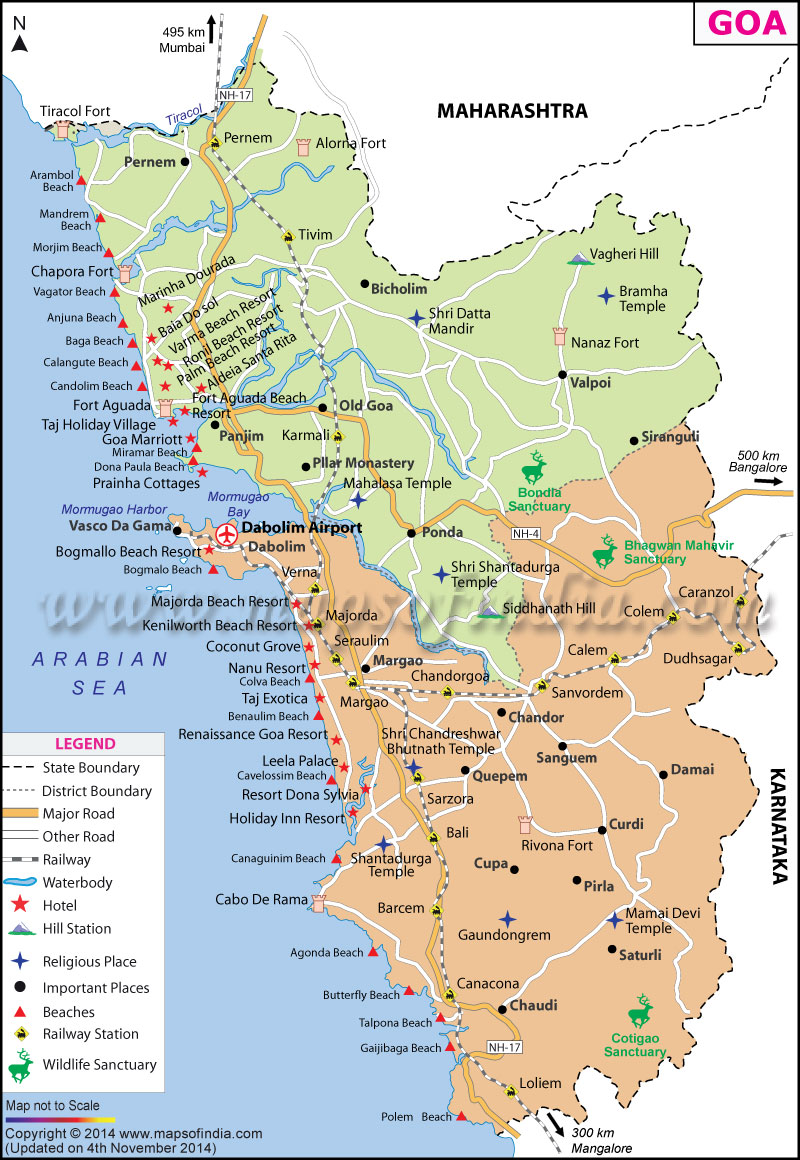 GOA
N
495 km
Mumbai
NH-17
MAHARASHTRA
Tiracol Fort
Tiracol
Pernem
Pernem
Alorna Fort
Arambol
Beach
Mandrem
Beach
Tivim
Morjim Beach
Vagheri Hill
Chapora Fort
Marinha Dourada
Bicholim
Bramha
Temple
Vagator Beach
Baia Do sol
Varma Beach Resort
Shri Datta
Mandir
Anjuna Beach
Ronil Beach Resort
Baga Beach
Palm Beach Resort
Nanaz Fort
Calangute Beach
Aldeia Santa Rita
Valpoi
Candolim Beach
Fort Aguada
Fort Aguada Beach
Resort
Old Goa
Taj Holiday Village
Panjim
Karmali
Siranguli
Goa Marriott
Miramar Beach
Dona Paula Beach
Pllar Monastery
500 km
Bangalore
Prainha Cottages
Mahalasa Temple
Bondla
Sanctuary
Mormugao Harbor
Mormugao
Bay
Vasco Da Gama
Dabolim Airport
Dabolim
Ponda
NH-4
Bhagwan Mahavir
Sanctuary
Bogmallo Beach Resort
Bogmalo Beach
Verna
Shri Shantadurga
Temple
Caranzol
www.mapsofindia.com
Majorda Beach Resort
Majorda
Siddhanath Hill
Colem
Kenilworth Beach Resort
Seraulim
Coconut Grove
Calem
Dudhsagar
ARABIAN
SEA
Nanu Resort
Margao
Colva Beach
Chandorgoa
Taj Exotica
Margao
Sanvordem
Benaulim Beach
Chandor
Renaissance Goa Resort
Shri Chandreshwar
Bhutnath Temple
Sanguem
Leela Palace
Cavelossim Beach
Quepem
Damai
Resort Dona Sylvia
Sarzora
Holiday Inn Resort
Bali
Curdi
KARNATAKA
Rivona Fort
Canaguinim Beach
Shantadurga
Temple
Cupa
Pirla
Cabo De Rama
Barcem
Mamai Devi
Temple
Gaundongrem
Agonda Beach
Saturli
Canacona
Butterfly Beach
Chaudi
Talpona Beach
Gaijibaga Beach
NH-17
Cotigao
Sanctuary
Loliem
Polem Beach
300 km
Mangalore
LEGEND
State Boundary
District Boundary
Major Road
Other Road
Railway
Waterbody
Hotel
Hill Station
Religious Place
Important Places
Beaches
Railway Station
Wildlife Sanctuary
Map not to Scale
Copyright © 2014 www.mapsofindia.com
(Updated on 4th November 2014)